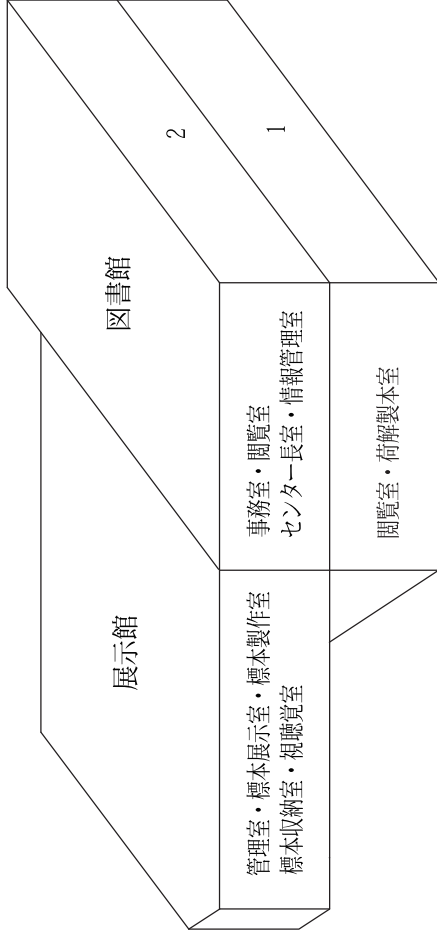 展示館
図書館
2
1
管理室・標本展示室・標本製作室
標本収納室・視聴覚室
事務室・閲覧室
センター長室・情報管理室
閲覧室・荷解製本室